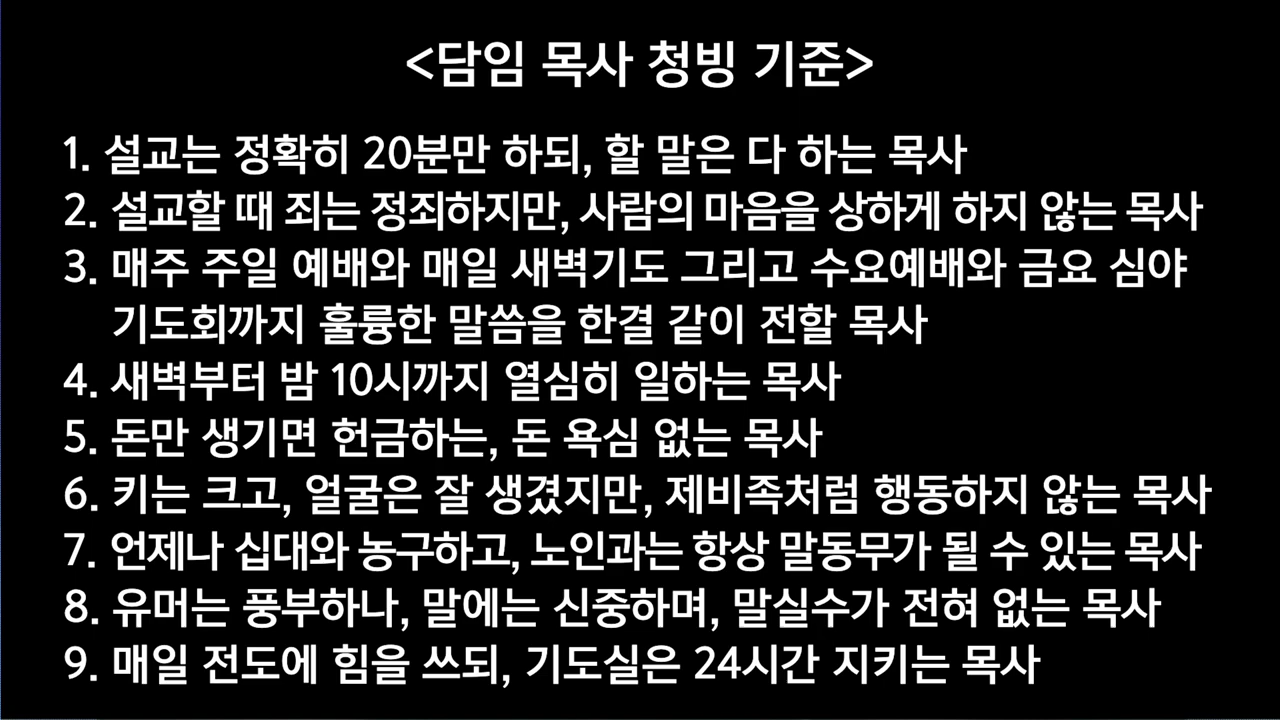 <담임 목사 청빙 기준>
1. 설교는 정확히 20분만 하되, 할 말은 다 하는 목사
2. 설교할 때 죄는 정죄하지만, 사람의 마음을 상하게 하지 않는 목사
3. 매주 주일 예배와 매일 새벽기도 그리고 수요예배와 금요 심야
기도회까지 훌륭한 말씀을 한결 같이 전할 목사
4. 새벽부터 밤 10시까지 열심히 일하는 목사
5. 돈만 생기면 헌금하는, 돈 욕심 없는 목사
6. 키는 크고, 얼굴은 잘 생겼지만, 제비족처럼 행동하지 않는 목사
7. 언제나 십대와 농구하고, 노인과는 항상 말동무가 될 수 있는 목사
8. 유머는 풍부하나, 말에는 신중하며, 말실수가 전혀 없는 목사
9. 매일 전도에 힘을 쓰되, 기도실은 24시간 지키는 목사